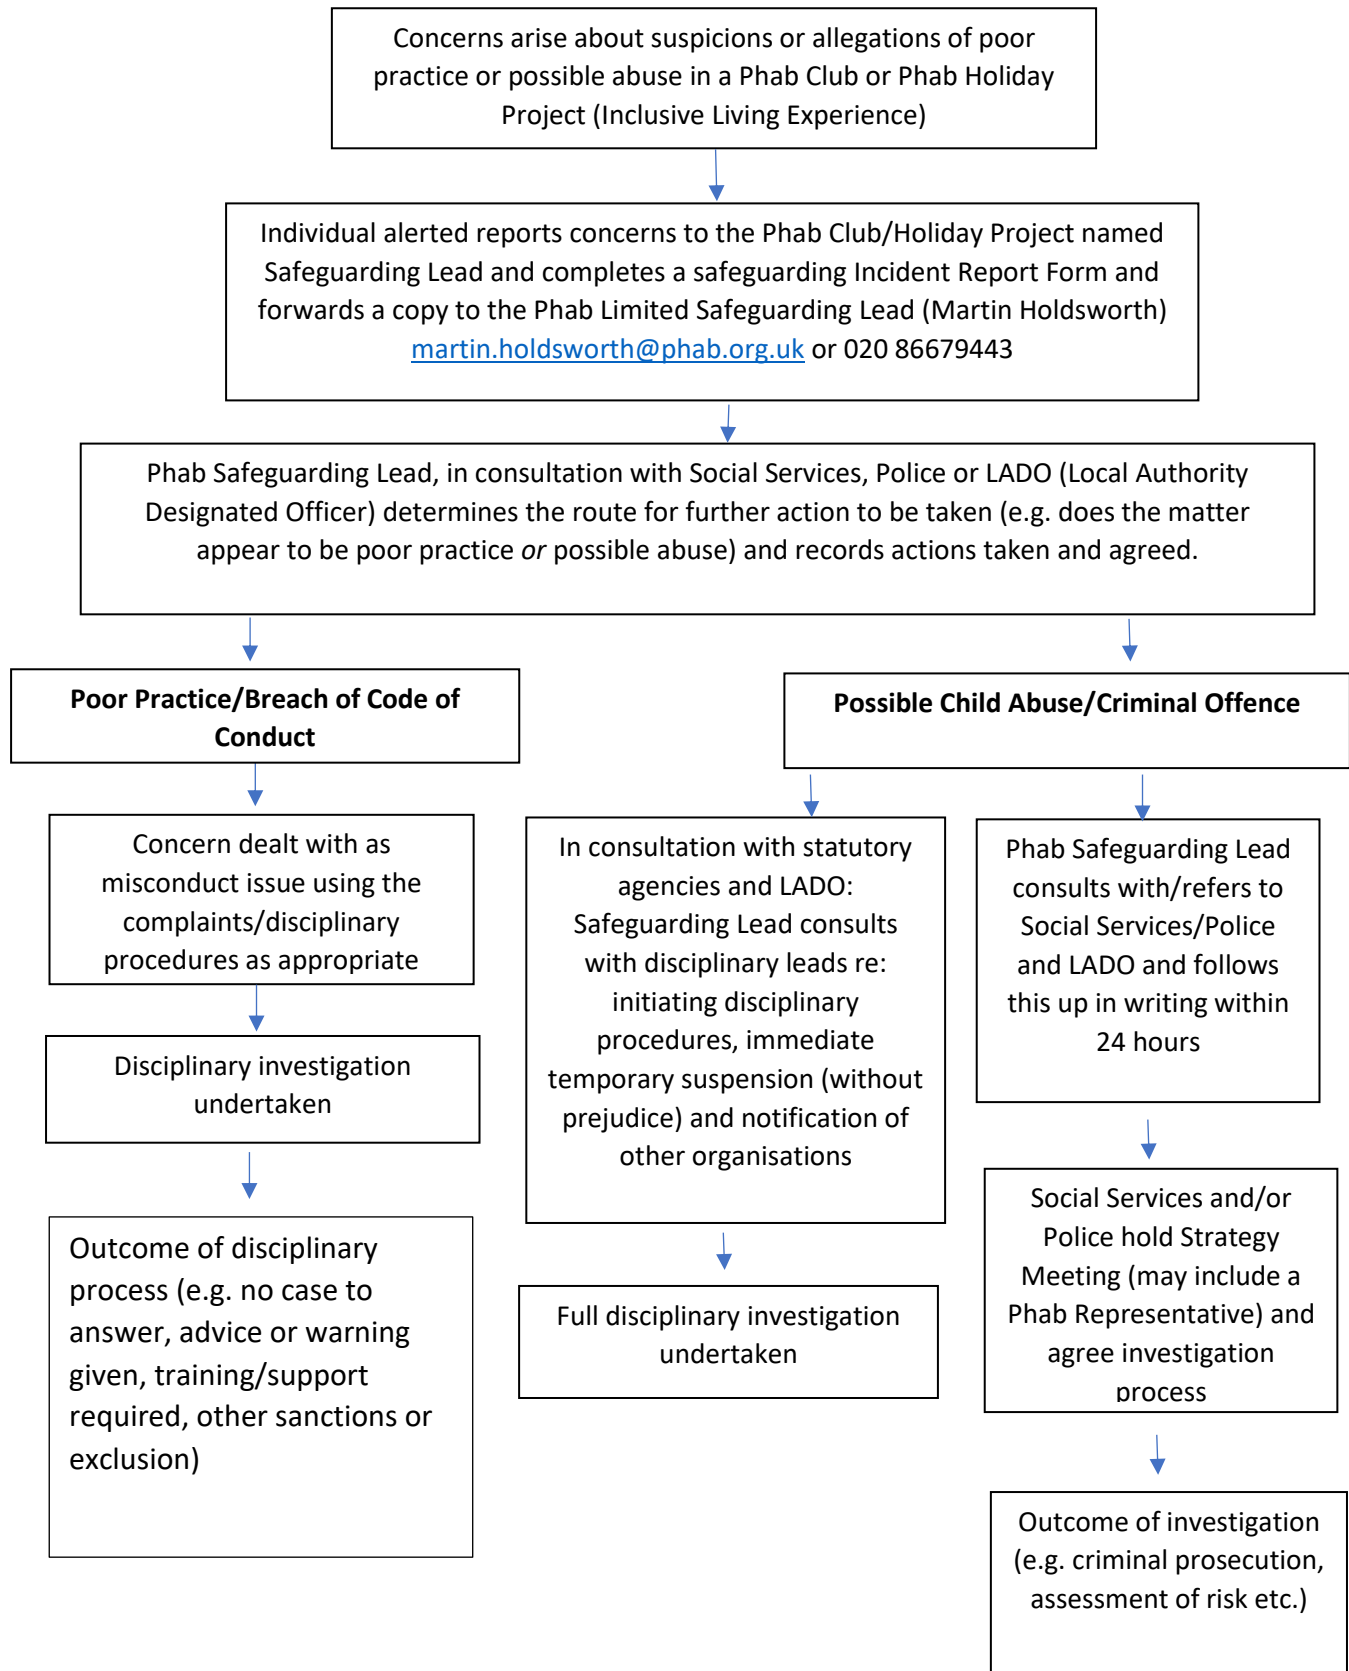 Concerns arise about suspicions or allegations of poor
practice or possible abuse in a Phab Club or Phab Holiday
Project (Inclusive Living Experience)
Individual alerted reports concerns to the Phab Club/Holiday Project named
Safeguarding Lead and completes a safeguarding Incident Report Form and
forwards a copy to the Phab Limited Safeguarding Lead (Martin Holdsworth)
martin.holdsworth@phab.org.uk or 020 86679443
Phab Safeguarding Lead, in consultation with Social Services, Police or LADO (Local Authority
Designated Officer) determines the route for further action to be taken (e.g. does the matter
appear to be poor practice or possible abuse) and records actions taken and agreed.
Poor Practice/Breach of Code of
Conduct
Concern dealt with as
misconduct issue using the
complaints/disciplinary
procedures as appropriate
Disciplinary investigation
undertaken
Outcome of disciplinary
process (e.g. no case to
answer, advice or warning
given, training/support
required, other sanctions or
exclusion)
Possible Child Abuse/Criminal Offence
In consultation with statutory
agencies and LADO:
Safeguarding Lead consults
with disciplinary leads re:
initiating disciplinary
procedures, immediate
temporary suspension (without
prejudice) and notification of
other organisations
Full disciplinary investigation
undertaken
Phab Safeguarding Lead
consults with/refers to
Social Services/Police
and LADO and follows
this up in writing within
24 hours
Social Services and/or
Police hold Strategy
Meeting (may include a
Phab Representative) and
agree investigation
process
Outcome of investigation
(e.g. criminal prosecution,
assessment of risk etc.)